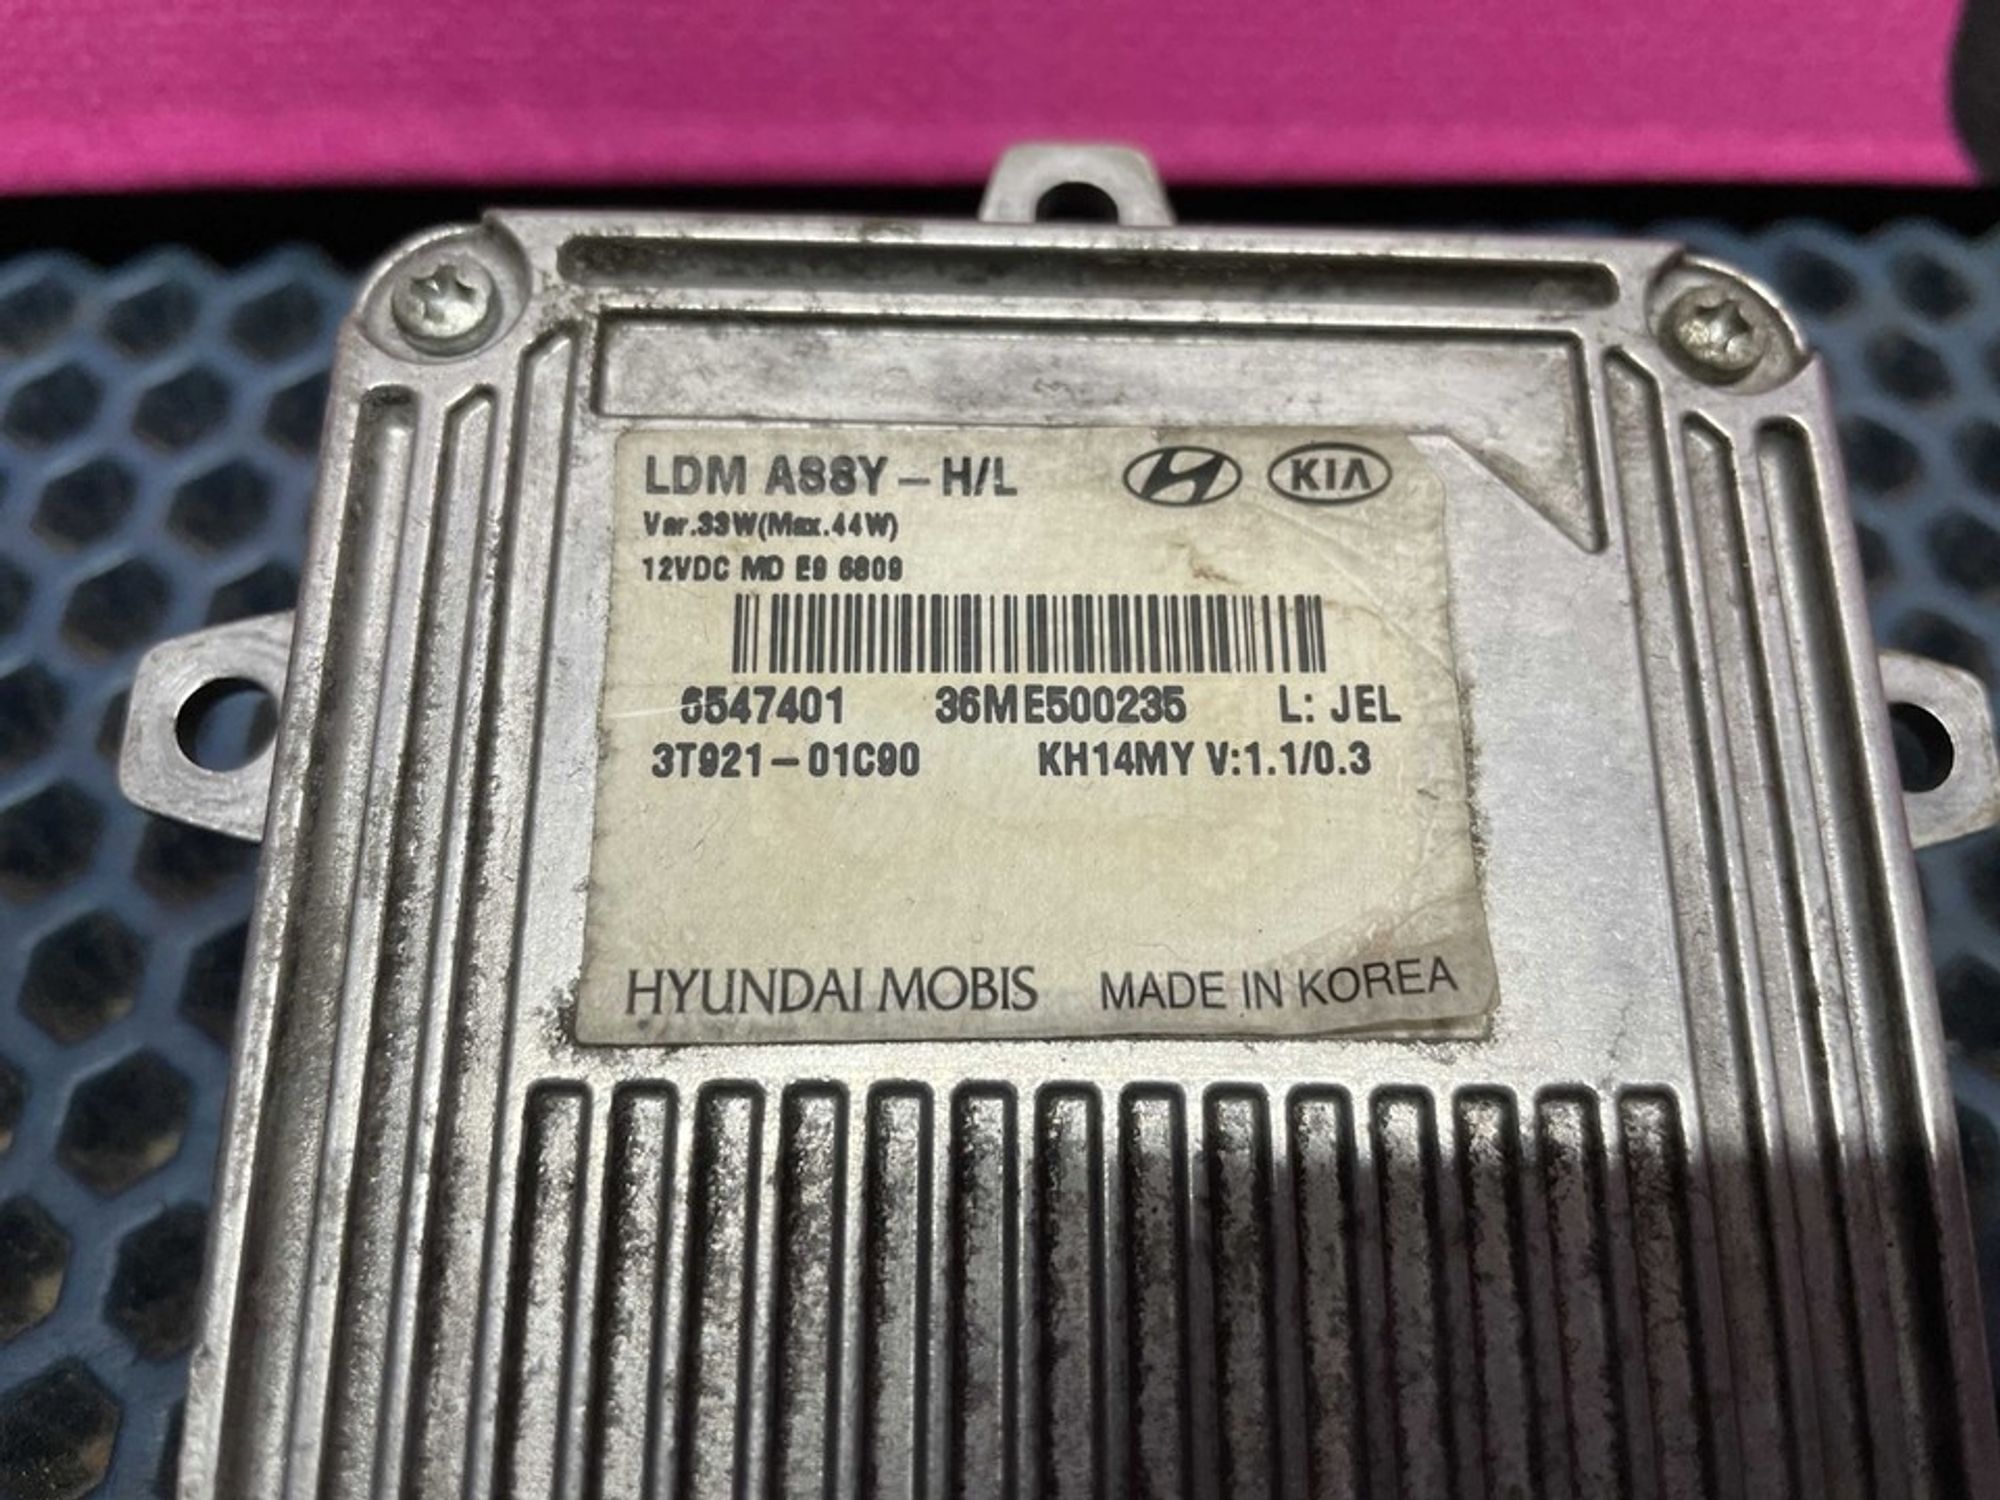 LDM ASSY - H/L
KIA
Var.33W(Max.44W)
12VDC MD E9 6809
6547401 36ME500235 L: JEL
3T921-01C90 KH14MY V:1.1/0.3
HYUNDAI MOBIS MADE IN KOREA